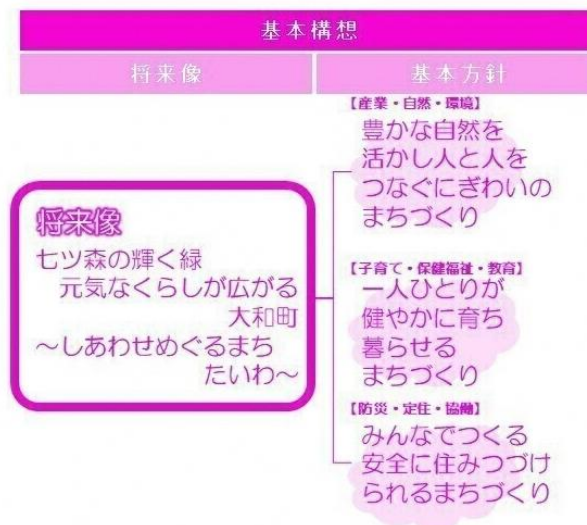 基本構想
将来像
基本方針
将来像
七ツ森の輝く緑
元気なくらしが広がる
大和町
～しあわせめぐるまち
たいわ～
【産業・自然・環境】
豊かな自然を
活かし人と人を
つなぐにぎわいの
まちづくり
【子育て・保健福祉・教育】
一人ひとりが
健やかに育ち
暮らせる
まちづくり
【防災・定住・協働】
みんなでつくる
安全に住みつづけ
られるまちづくり